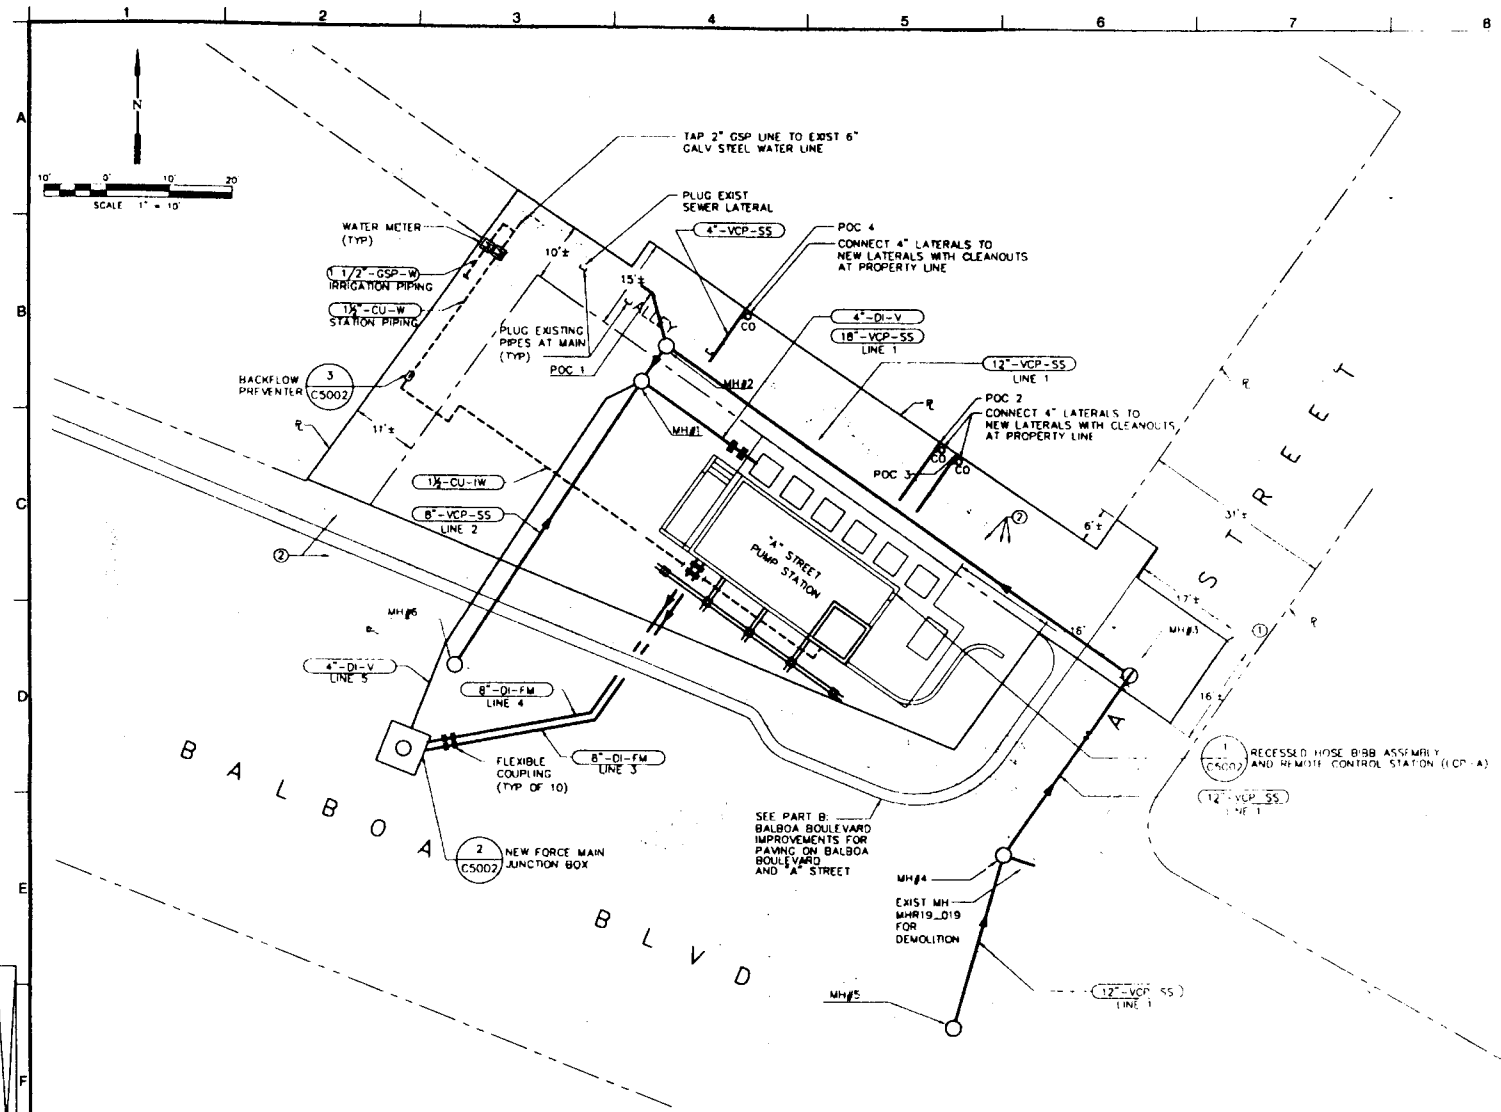 1 2 3 4 5 6 7 8
A
B
C
D
E
F
N
10' 0' 10' 20'
SCALE 1" = 10'
TAP 2" GSP LINE TO EXIST 6"
GALV STEEL WATER LINE
PLUG EXIST
SEWER LATERAL
4"-VCP-SS
POC 4
CONNECT 4" LATERALS TO
NEW LATERALS WITH CLEANOUTS
AT PROPERTY LINE
WATER METER
(TYP)
1 1/2"-GSP-W
IRRIGATION PIPING
1½"-CU-W
STATION PIPING
10'±
15'±
ALLEY
CO
PLUG EXISTING
PIPES AT MAIN
(TYP)
POC 1
4"-DI-V
18"-VCP-SS
LINE 1
12"-VCP-SS
LINE 1
BACKFLOW
PREVENTER
3
C5002
MH#2
MH#1
11'±
POC 2
CONNECT 4" LATERALS TO
NEW LATERALS WITH CLEANOUTS
AT PROPERTY LINE
POC 3
CO
CO
1½-CU-IW
8"-VCP-SS
LINE 2
2
2
6'±
31'±
17'±
16'
16'±
"A" STREET
PUMP STATION
MH#6
MH#3
1
4"-DI-V
LINE 5
8"-DI-FM
LINE 4
8"-DI-FM
LINE 3
FLEXIBLE
COUPLING
(TYP OF 10)
1
C5002
RECESSED HOSE BIBB ASSEMBLY
AND REMOTE CONTROL STATION (LCP-A)
12"-VCP-SS
LINE 1
SEE PART B:
BALBOA BOULEVARD
IMPROVEMENTS FOR
PAVING ON BALBOA
BOULEVARD
AND "A" STREET
2
C5002
NEW FORCE MAIN
JUNCTION BOX
MH#4
EXIST MH
MHR19_019
FOR
DEMOLITION
MH#5
12"-VCP-SS
LINE 1
BALBOA BLVD
A STREET